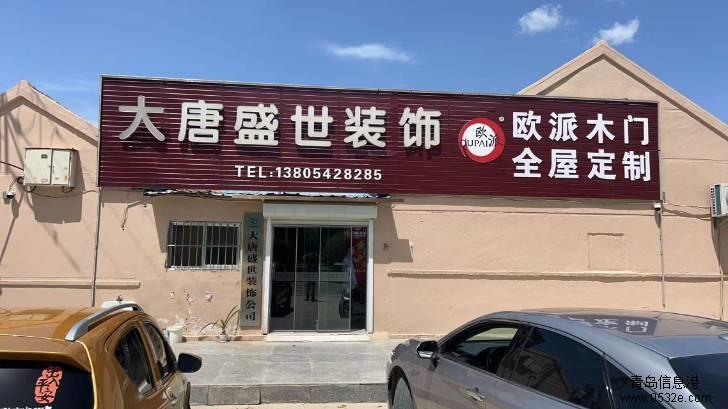 大唐盛世装饰
TEL:13805428285
欧派
OUPAI
欧派木门
全屋定制
大唐盛世装饰公司
青岛信息港
www.0532e.com